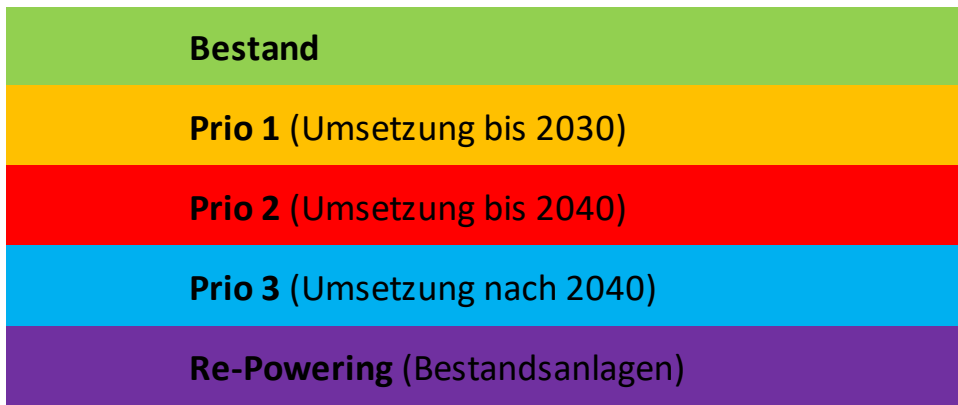 Bestand
Prio 1 (Umsetzung bis 2030)
Prio 2 (Umsetzung bis 2040)
Prio 3 (Umsetzung nach 2040)
Re-Powering (Bestandsanlagen)